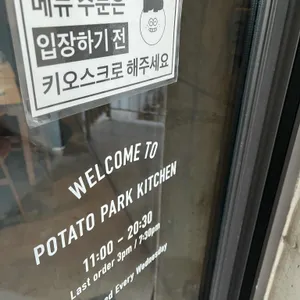 메뉴 주문은
입장하기 전
키오스크로 해주세요
WELCOME TO
POTATO PARK KITCHEN
11:00 - 20:30
Last order 3pm / 7:30pm
Every Wednesday